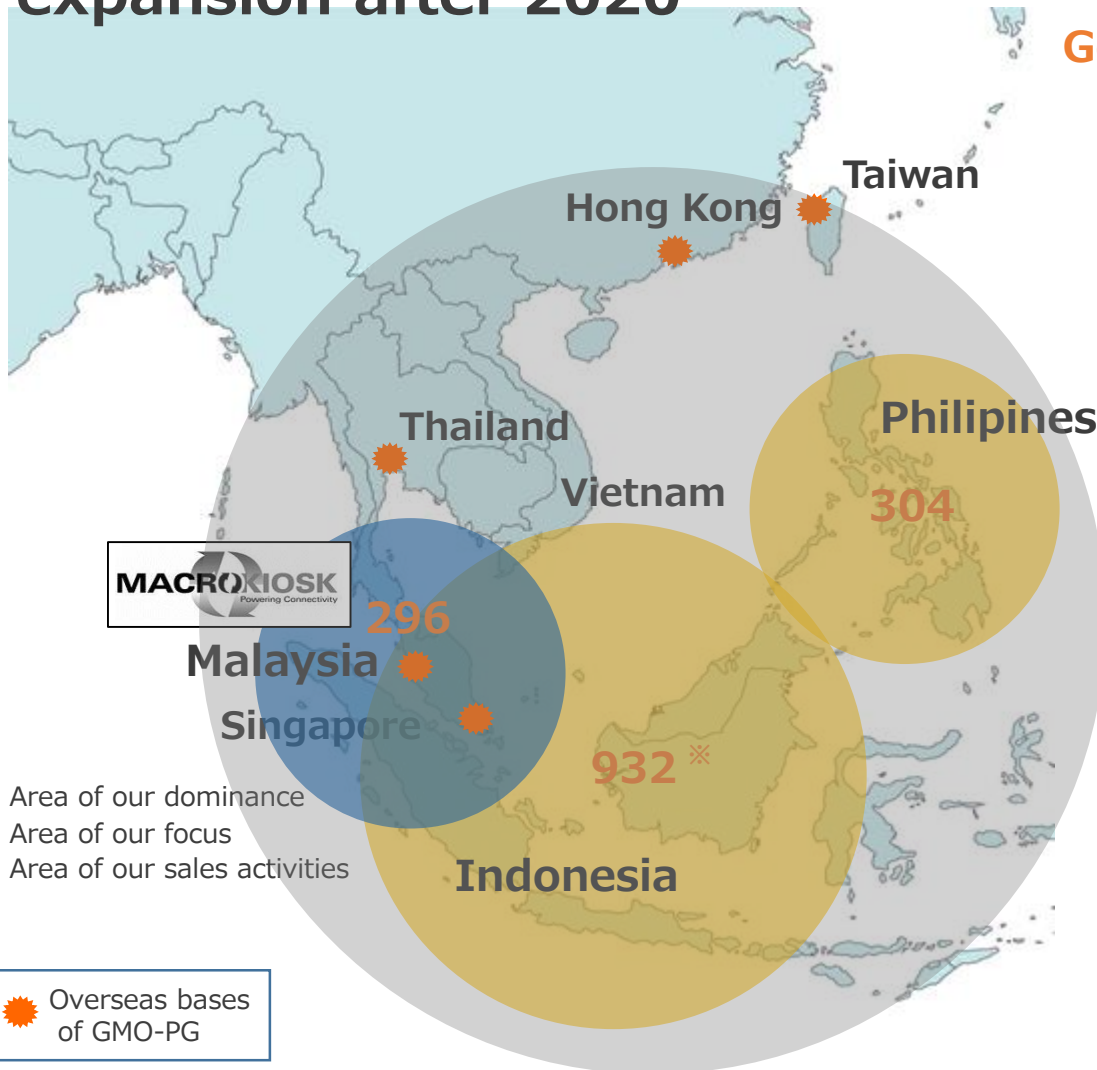 expansion after 2020
G
Taiwan
Hong Kong
Thailand
Philipines
Vietnam
304
MACROKIOSK
Powering Connectivity
296
Malaysia
Singapore
932 ※
Area of our dominance
Area of our focus
Area of our sales activities
Indonesia
Overseas bases
of GMO-PG